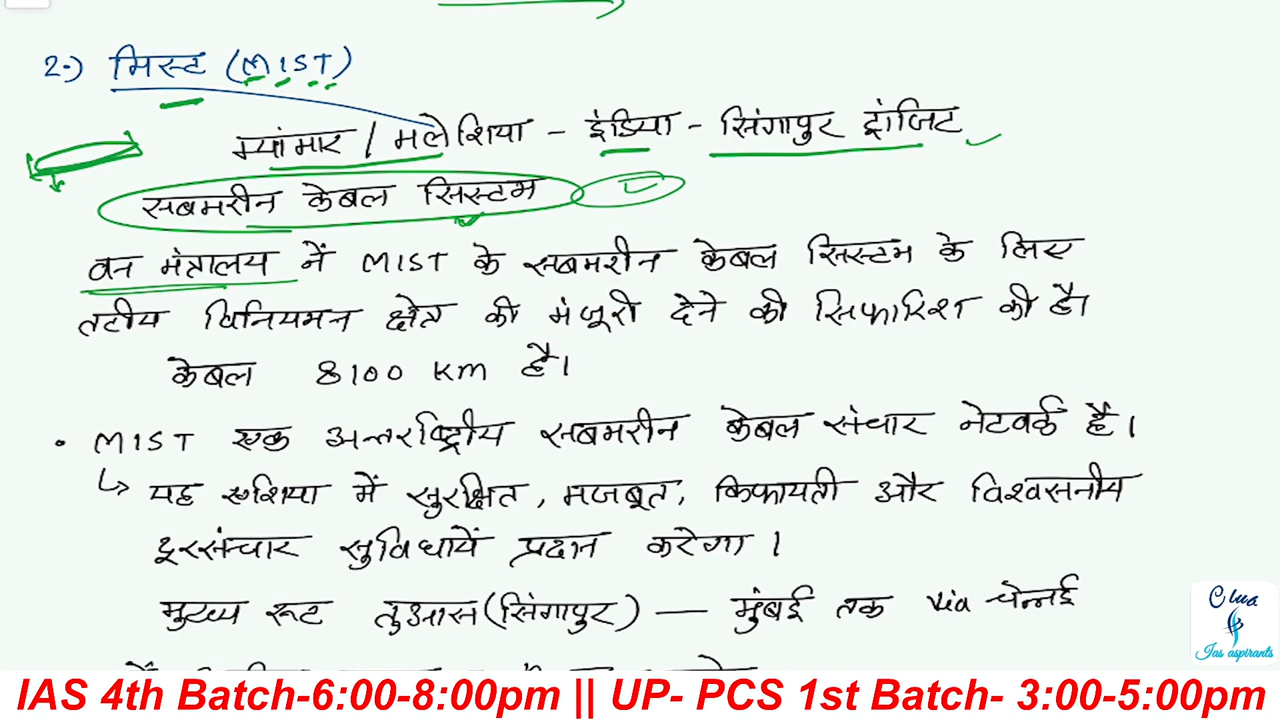 2.) मिस्ट (MIST)
म्यांमार / मलेशिया - इंडिया - सिंगापुर ट्रांजिट
सबमरीन केबल सिस्टम
वन मंत्रालय में MIST के सबमरीन केबल सिस्टम के लिए
तटीय विनियमन क्षेत्र की मंजूरी देने की सिफारिश की है।
केबल 8100 KM है।
• MIST एक अन्तर्राष्ट्रीय सबमरीन केबल संचार नेटवर्क है।
यह एशिया में सुरक्षित, मजबूत, किफायती और विश्वसनीय
दूरसंचार सुविधायें प्रदान करेगा।
मुख्य रूट तुआस (सिंगापुर) — मुंबई तक via चेन्नई
Clua
Ias aspirants
IAS 4th Batch-6:00-8:00pm || UP- PCS 1st Batch- 3:00-5:00pm